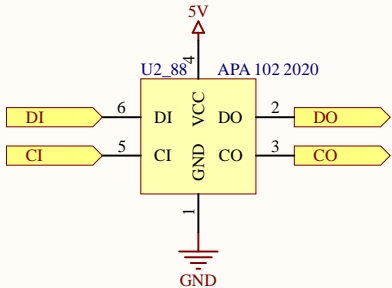 5V
4
U2_88 APA 102 2020
DI 6 DI VCC DO 2 DO
CI 5 CI GND CO 3 CO
1
GND